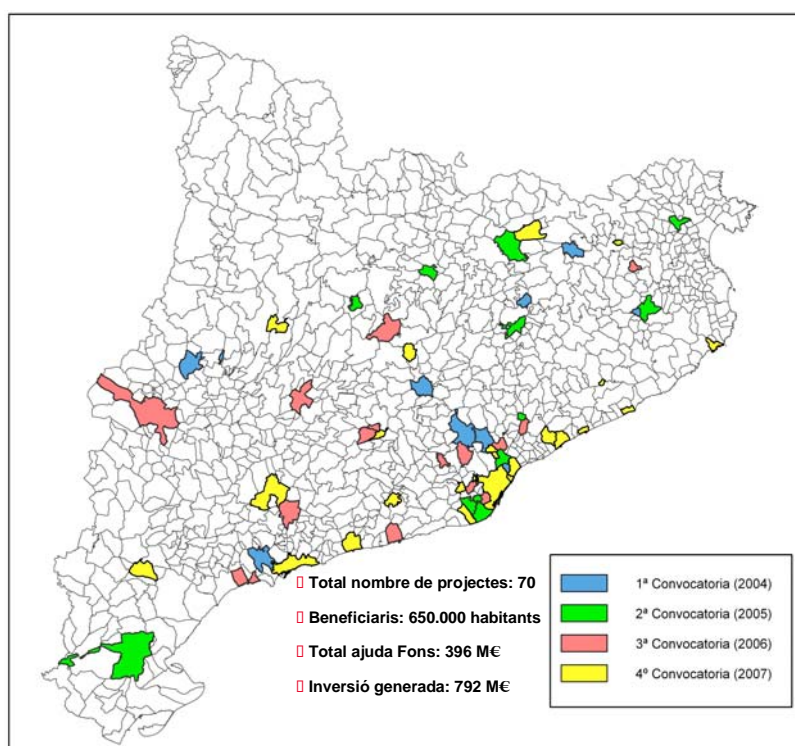 Total nombre de projectes: 70
Beneficiaris: 650.000 habitants
Total ajuda Fons: 396 M€
Inversió generada: 792 M€
1ª Convocatoria (2004)
2ª Convocatoria (2005)
3ª Convocatoria (2006)
4º Convocatoria (2007)